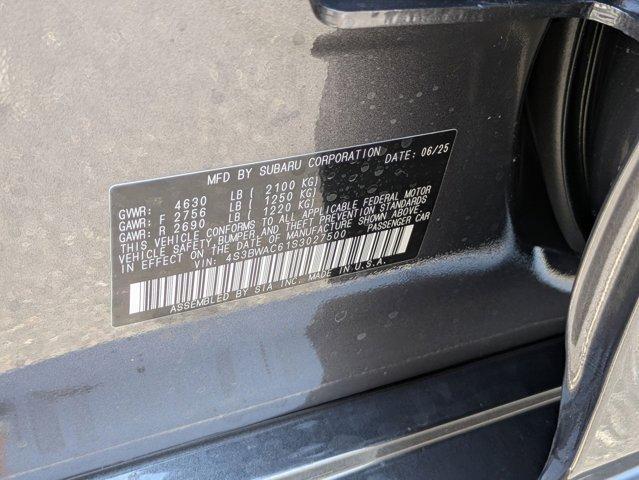 MFD BY SUBARU CORPORATION DATE: 06/25
GVWR: 4630 LB ( 2100 KG)
GAWR: F 2756 LB ( 1250 KG)
GAWR: R 2690 LB ( 1220 KG)
THIS VEHICLE CONFORMS TO ALL APPLICABLE FEDERAL MOTOR
VEHICLE SAFETY, BUMPER, AND THEFT PREVENTION STANDARDS
IN EFFECT ON THE DATE OF MANUFACTURE SHOWN ABOVE.
VIN: 4S3BWAC61S3027500 PASSENGER CAR
ASSEMBLED BY SIA INC. MADE IN U.S.A.